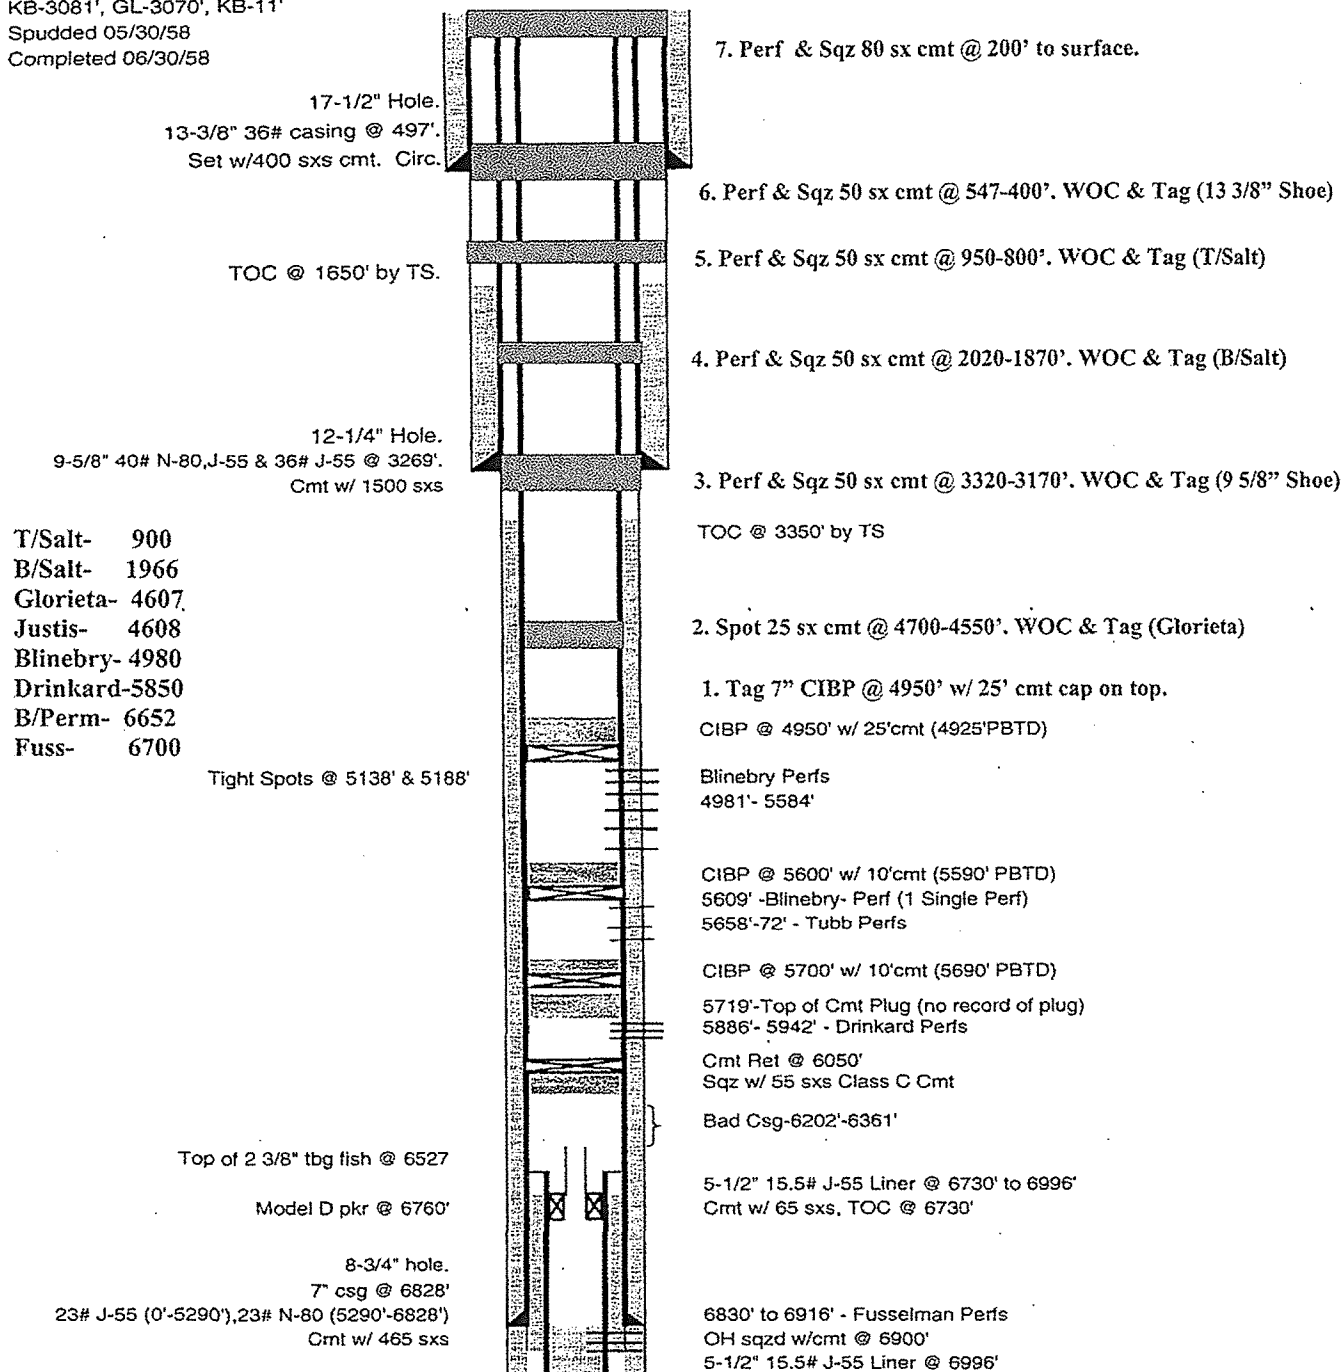 KB-3081', GL-3070', KB-11'
Spudded 05/30/58
Completed 06/30/58
7. Perf & Sqz 80 sx cmt @ 200' to surface.
17-1/2" Hole.
13-3/8" 36# casing @ 497'.
Set w/400 sxs cmt. Circ.
6. Perf & Sqz 50 sx cmt @ 547-400'. WOC & Tag (13 3/8" Shoe)
5. Perf & Sqz 50 sx cmt @ 950-800'. WOC & Tag (T/Salt)
TOC @ 1650' by TS.
4. Perf & Sqz 50 sx cmt @ 2020-1870'. WOC & Tag (B/Salt)
12-1/4" Hole.
9-5/8" 40# N-80,J-55 & 36# J-55 @ 3269'.
Cmt w/ 1500 sxs
3. Perf & Sqz 50 sx cmt @ 3320-3170'. WOC & Tag (9 5/8" Shoe)
TOC @ 3350' by TS
T/Salt- 900
B/Salt- 1966
Glorieta- 4607
Justis- 4608
Blinebry- 4980
Drinkard-5850
B/Perm- 6652
Fuss- 6700
2. Spot 25 sx cmt @ 4700-4550'. WOC & Tag (Glorieta)
1. Tag 7" CIBP @ 4950' w/ 25' cmt cap on top.
CIBP @ 4950' w/ 25'cmt (4925'PBTD)
Tight Spots @ 5138' & 5188'
Blinebry Perfs
4981'- 5584'
CIBP @ 5600' w/ 10'cmt (5590' PBTD)
5609' -Blinebry- Perf (1 Single Perf)
5658'-72' - Tubb Perfs
CIBP @ 5700' w/ 10'cmt (5690' PBTD)
5719'-Top of Cmt Plug (no record of plug)
5886'- 5942' - Drinkard Perfs
Cmt Ret @ 6050'
Sqz w/ 55 sxs Class C Cmt
Bad Csg-6202'-6361'
Top of 2 3/8" tbg fish @ 6527
5-1/2" 15.5# J-55 Liner @ 6730' to 6996'
Cmt w/ 65 sxs, TOC @ 6730'
Model D pkr @ 6760'
8-3/4" hole.
7" csg @ 6828'
23# J-55 (0'-5290'),23# N-80 (5290'-6828')
Cmt w/ 465 sxs
6830' to 6916' - Fusselman Perfs
OH sqzd w/cmt @ 6900'
5-1/2" 15.5# J-55 Liner @ 6996'